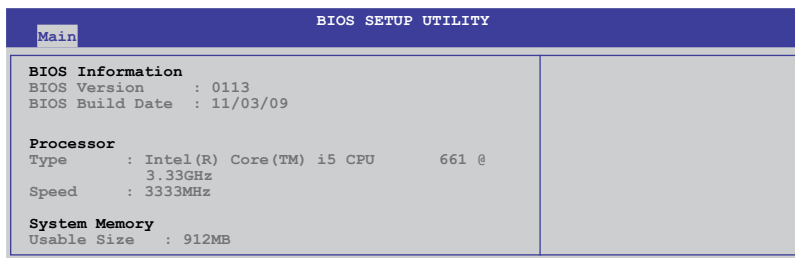 BIOS SETUP UTILITY
Main
BIOS Information
BIOS Version : 0113
BIOS Build Date : 11/03/09
Processor
Type : Intel(R) Core(TM) i5 CPU 661 @
3.33GHz
Speed : 3333MHz
System Memory
Usable Size : 912MB